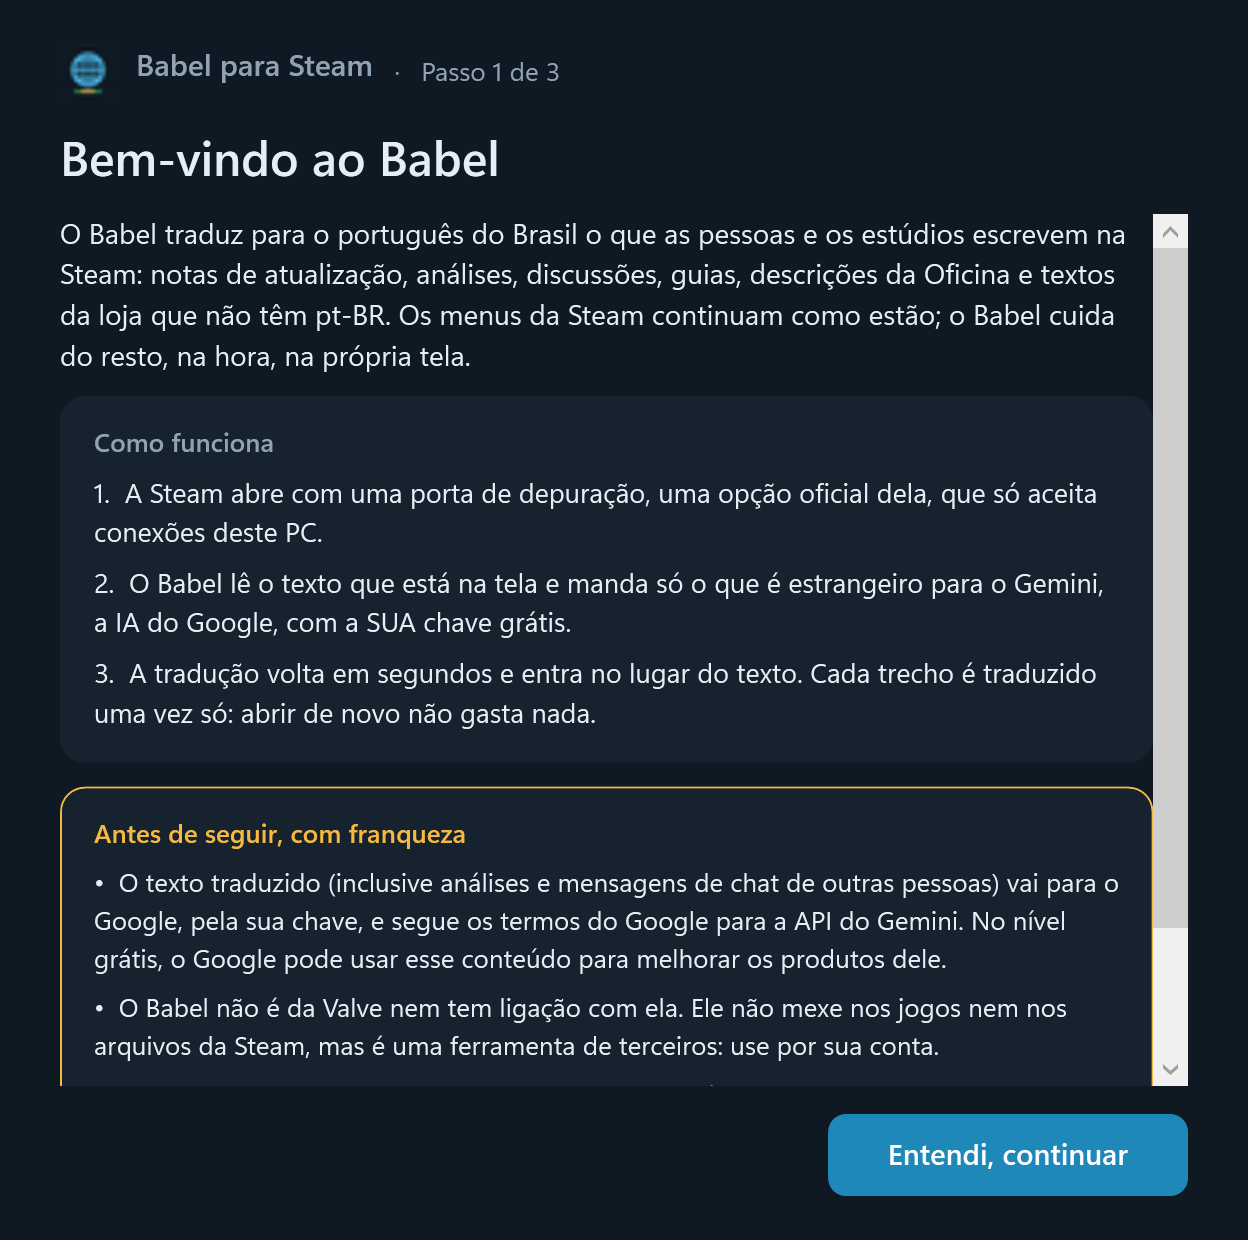 Babel para Steam · Passo 1 de 3
Bem-vindo ao Babel
O Babel traduz para o português do Brasil o que as pessoas e os estúdios escrevem na
Steam: notas de atualização, análises, discussões, guias, descrições da Oficina e textos
da loja que não têm pt-BR. Os menus da Steam continuam como estão; o Babel cuida
do resto, na hora, na própria tela.
Como funciona
1. A Steam abre com uma porta de depuração, uma opção oficial dela, que só aceita
conexões deste PC.
2. O Babel lê o texto que está na tela e manda só o que é estrangeiro para o Gemini,
a IA do Google, com a SUA chave grátis.
3. A tradução volta em segundos e entra no lugar do texto. Cada trecho é traduzido
uma vez só: abrir de novo não gasta nada.
Antes de seguir, com franqueza
• O texto traduzido (inclusive análises e mensagens de chat de outras pessoas) vai para o
Google, pela sua chave, e segue os termos do Google para a API do Gemini. No nível
grátis, o Google pode usar esse conteúdo para melhorar os produtos dele.
• O Babel não é da Valve nem tem ligação com ela. Ele não mexe nos jogos nem nos
arquivos da Steam, mas é uma ferramenta de terceiros: use por sua conta.
Entendi, continuar